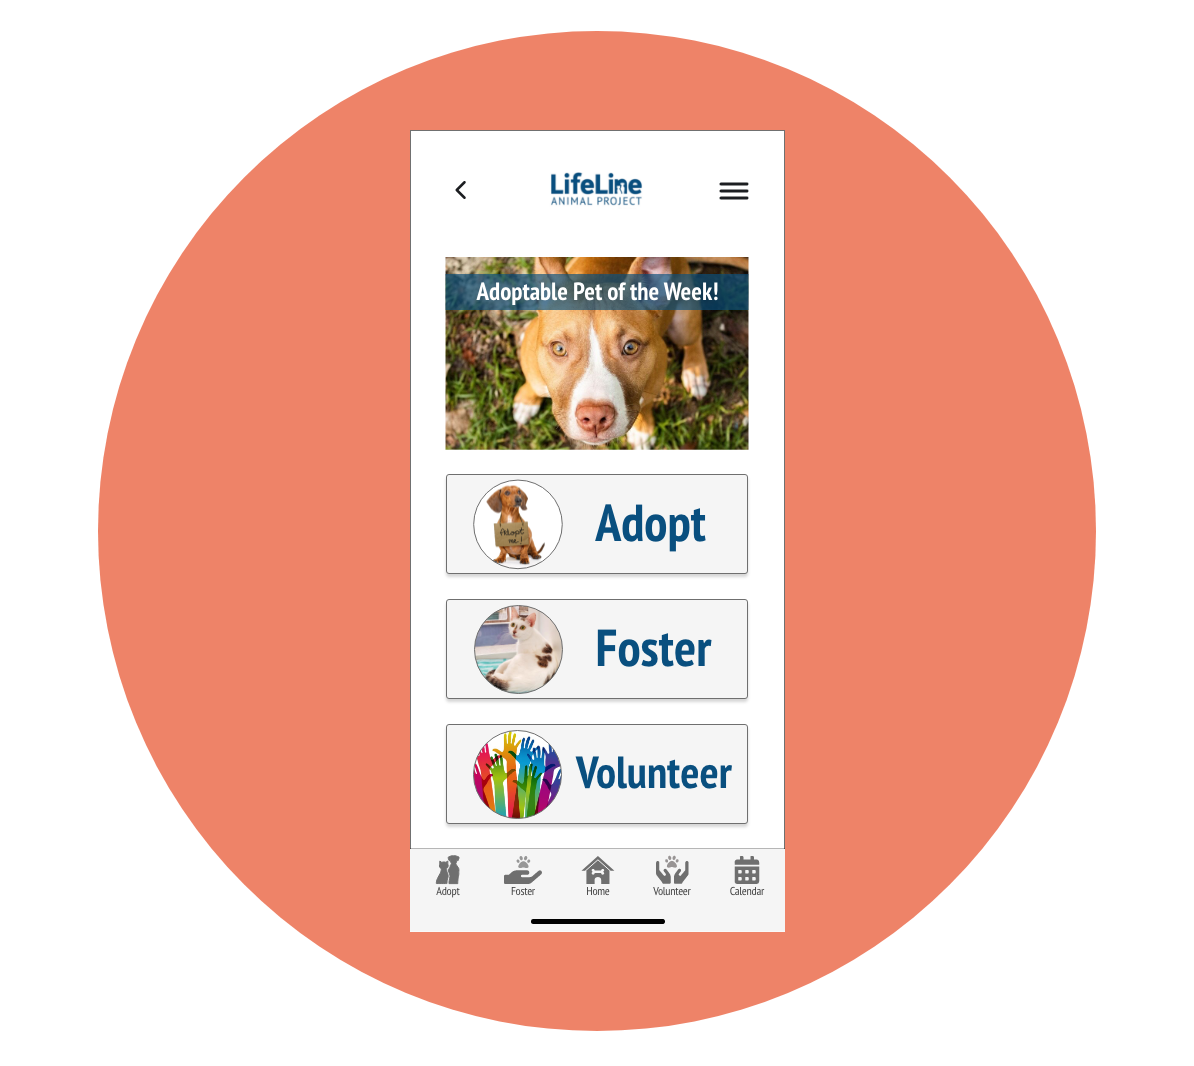 LifeLine
ANIMAL PROJECT
Adoptable Pet of the Week!
Adopt me!
Adopt
Foster
Volunteer
Adopt Foster Home Volunteer Calendar